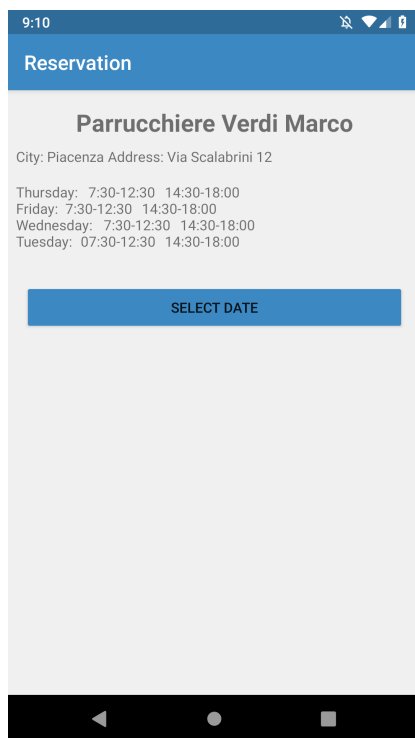 9:10
Reservation
Parrucchiere Verdi Marco
City: Piacenza Address: Via Scalabrini 12
Thursday: 7:30-12:30 14:30-18:00
Friday: 7:30-12:30 14:30-18:00
Wednesday: 7:30-12:30 14:30-18:00
Tuesday: 07:30-12:30 14:30-18:00
SELECT DATE